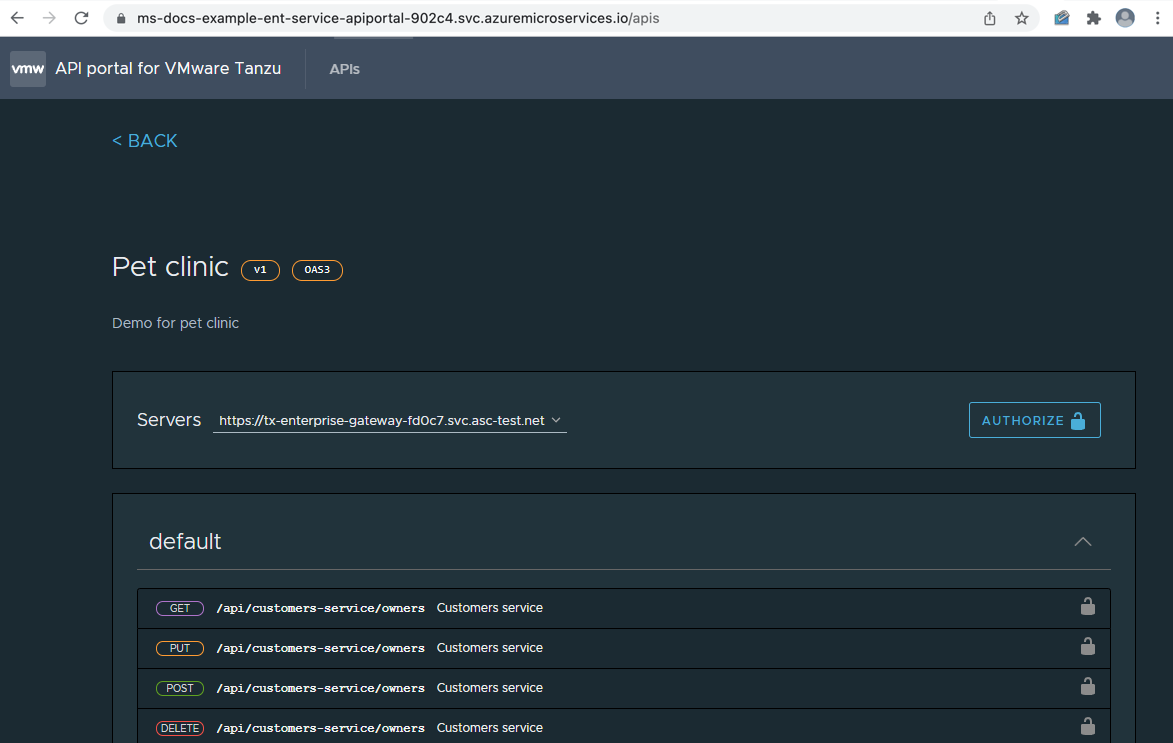 ms-docs-example-ent-service-apiportal-902c4.svc.azuremicroservices.io/apis
vmw API portal for VMware Tanzu APIs
< BACK
Pet clinic v1 OAS3
Demo for pet clinic
Servers https://tx-enterprise-gateway-fd0c7.svc.asc-test.net AUTHORIZE
default
GET /api/customers-service/owners Customers service
PUT /api/customers-service/owners Customers service
POST /api/customers-service/owners Customers service
DELETE /api/customers-service/owners Customers service